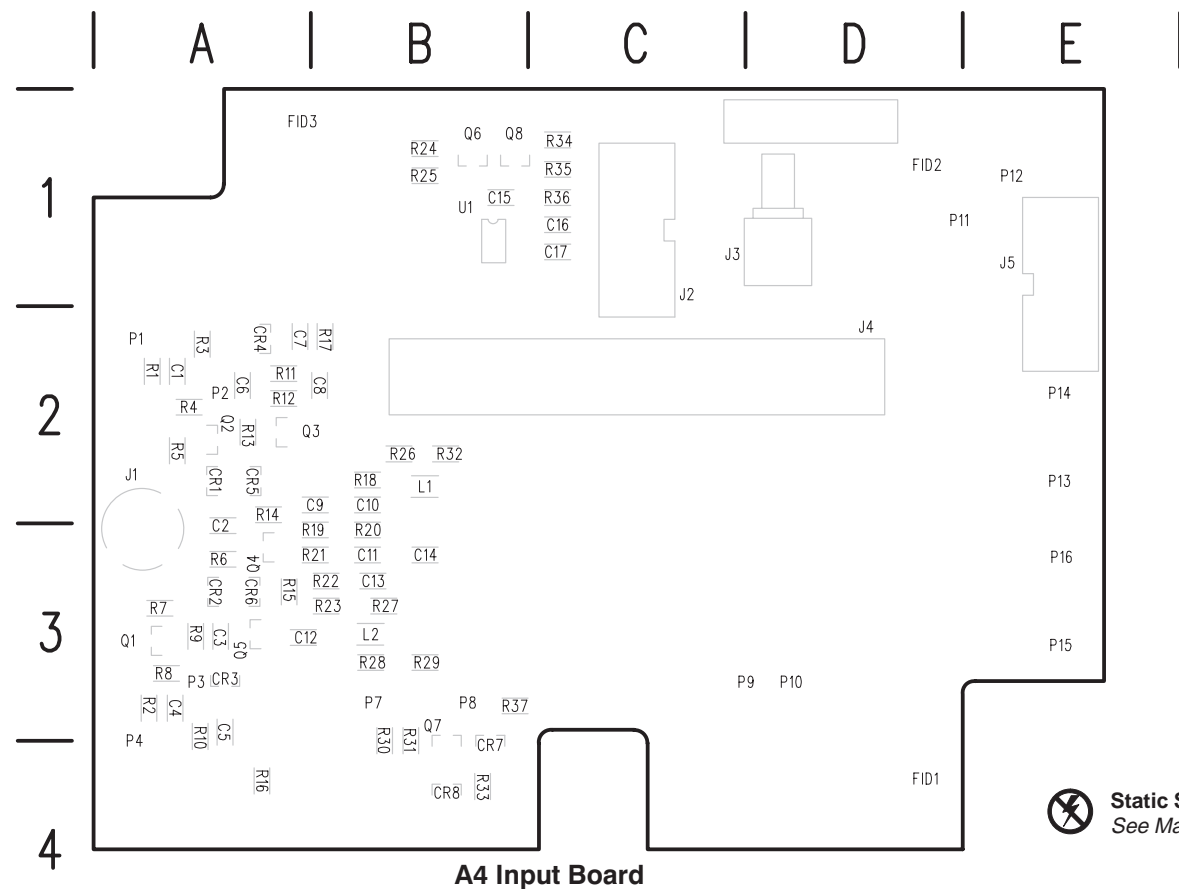 A B C D E
FID3
Q6 Q8
R34
R24
FID2
R35
R25
P12
1
C15
R36
U1
P11
C16
C17
J3
J5
J2
J4
P1
R3
CR4
C7
R17
R1
C1
R11
P2
C6
C8
P14
R12
R4
2
Q2
R13
Q3
R5
R26
R32
J1
CR1
CR5
R18
L1
P13
C9
C10
R14
C2
R19
R20
R6
R21
C11
C14
P16
Q4
R22
C13
CR2
CR6
R15
R7
R23
R27
3
Q1
R9
C3
Q5
C12
L2
P15
R8
R28
R29
P3
CR3
P9
P10
R2
C4
P7
P8
R37
Q7
P4
R10
C5
R30
R31
CR7
R16
FID1
CR8
R33
Static S
See Ma
4
A4 Input Board